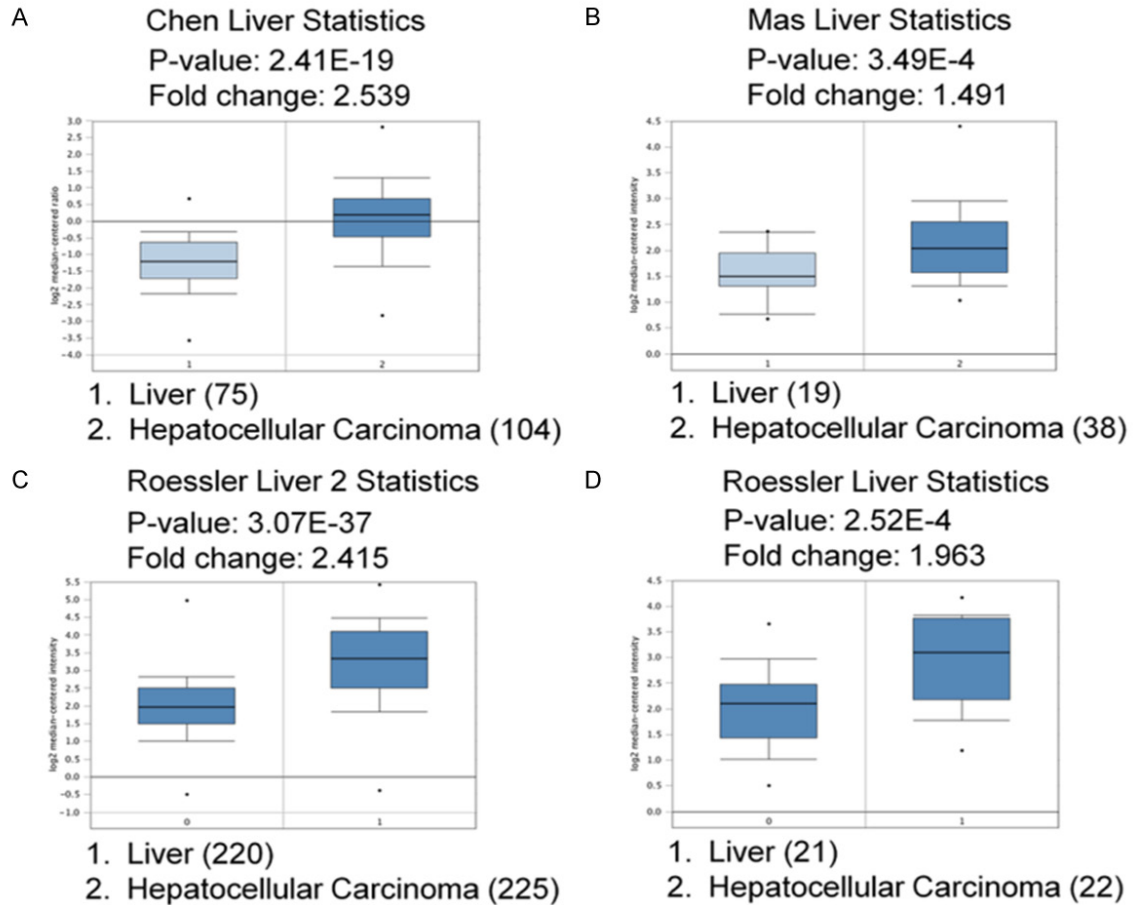 A
Chen Liver Statistics
P-value: 2.41E-19
Fold change: 2.539
3.0
2.5
2.0
1.5
1.0
0.5
0.0
-0.5
-1.0
-1.5
-2.0
-2.5
-3.0
-3.5
-4.0
log2 median-centered ratio
1
2
1. Liver (75)
2. Hepatocellular Carcinoma (104)
B
Mas Liver Statistics
P-value: 3.49E-4
Fold change: 1.491
4.5
4.0
3.5
3.0
2.5
2.0
1.5
1.0
0.5
0.0
log2 median-centered intensity
1
2
1. Liver (19)
2. Hepatocellular Carcinoma (38)
C
Roessler Liver 2 Statistics
P-value: 3.07E-37
Fold change: 2.415
5.5
5.0
4.5
4.0
3.5
3.0
2.5
2.0
1.5
1.0
0.5
0.0
-0.5
-1.0
log2 median-centered intensity
0
1
1. Liver (220)
2. Hepatocellular Carcinoma (225)
D
Roessler Liver Statistics
P-value: 2.52E-4
Fold change: 1.963
4.5
4.0
3.5
3.0
2.5
2.0
1.5
1.0
0.5
0.0
log2 median-centered intensity
0
1
1. Liver (21)
2. Hepatocellular Carcinoma (22)